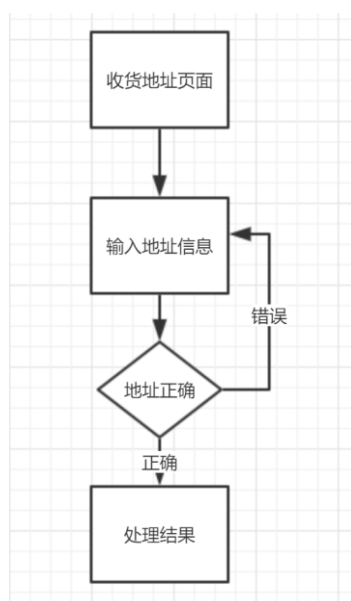 收货地址页面
输入地址信息
错误
地址正确
正确
处理结果